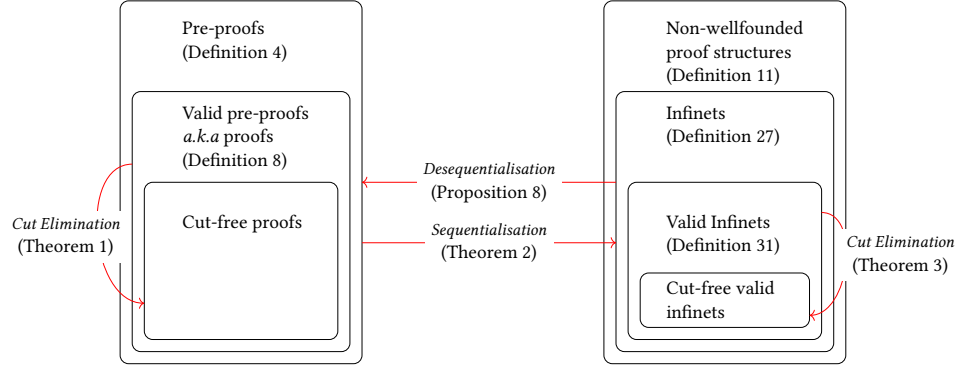 Pre-proofs
(Definition 4)
Valid pre-proofs
a.k.a proofs
(Definition 8)
Cut-free proofs
Cut Elimination
(Theorem 1)
Desequentialisation
(Proposition 8)
Sequentialisation
(Theorem 2)
Non-wellfounded
proof structures
(Definition 11)
Infinets
(Definition 27)
Valid Infinets
(Definition 31)
Cut-free valid
infinets
Cut Elimination
(Theorem 3)